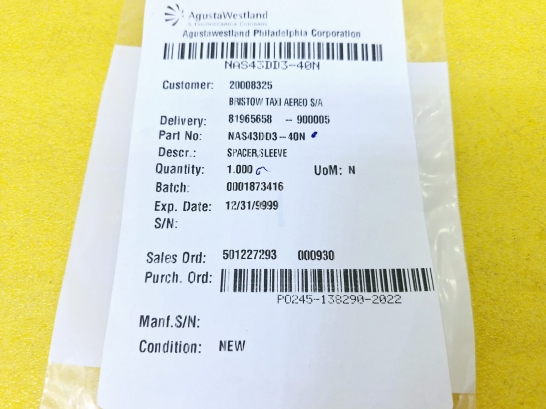 AgustaWestland
A Finmeccanica Company
Agustawestland Philadelphia Corporation
NAS43DD3-40N
Customer: 20008325
BRISTOW TAXI AEREO S/A
Delivery: 81965658 -- 900005
Part No: NAS43DD3-40N
Descr.: SPACER,SLEEVE
Quantity: 1.000 UoM: N
Batch: 0001873416
Exp. Date: 12/31/9999
S/N:
Sales Ord: 501227293 000930
Purch. Ord:
PO245-138290-2022
Manf.S/N:
Condition: NEW